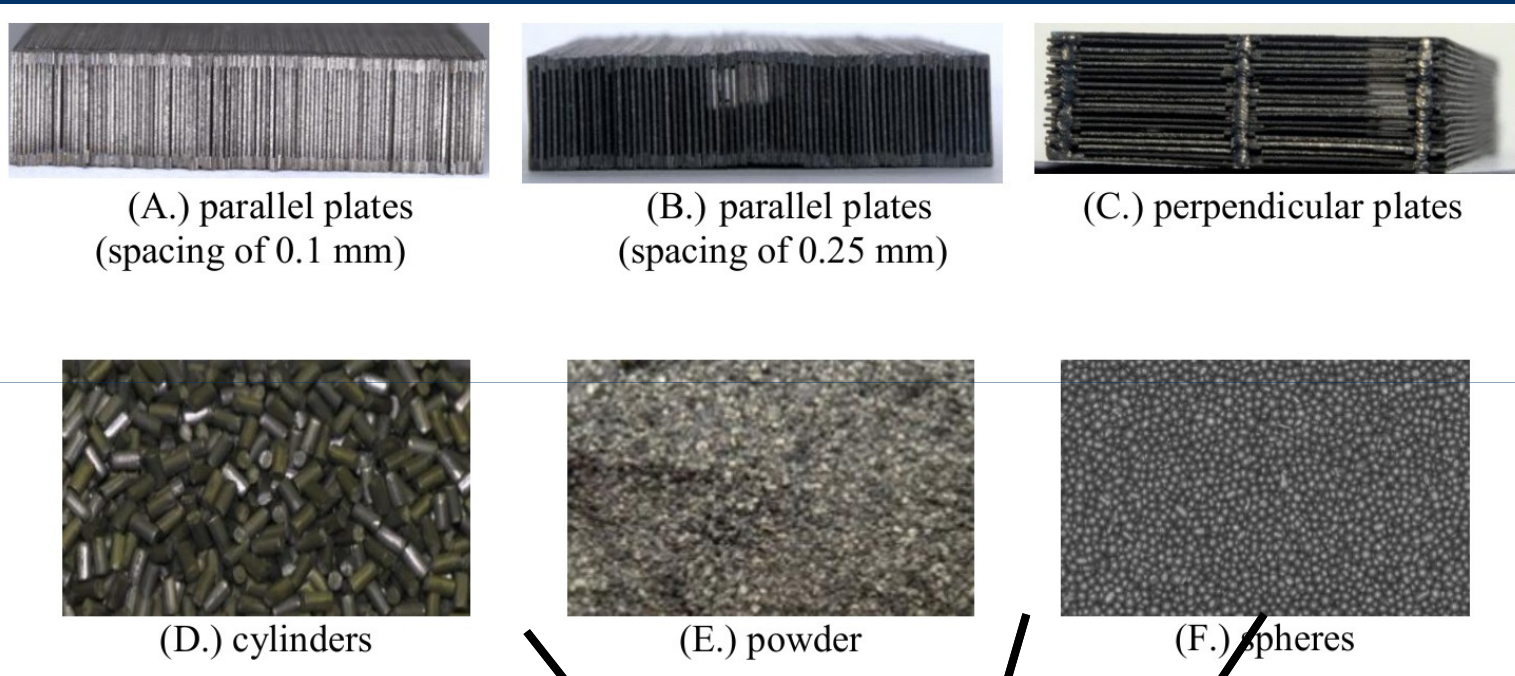 (A.) parallel plates
(spacing of 0.1 mm)
(B.) parallel plates
(spacing of 0.25 mm)
(C.) perpendicular plates
(D.) cylinders
(E.) powder
(F.) spheres